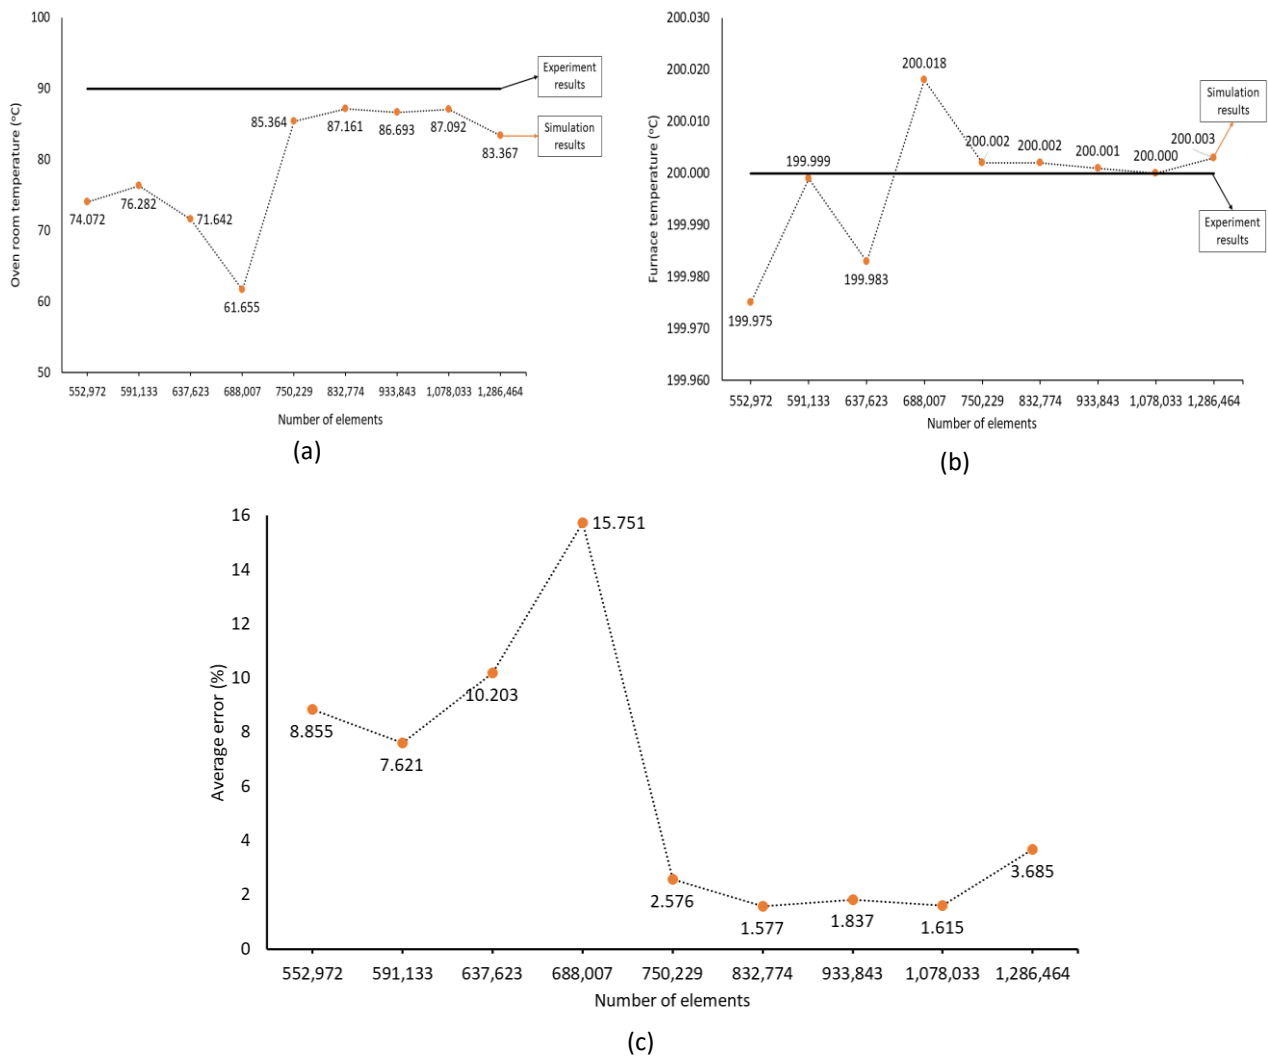 100
90
80
70
60
50
Oven room temperature (°C)
Experiment
results
Simulation
results
74.072
76.282
71.642
61.655
85.364
87.161
86.693
87.092
83.367
552,972 591,133 637,623 688,007 750,229 832,774 933,843 1,078,033 1,286,464
Number of elements
(a)
200.030
200.020
200.010
200.000
199.990
199.980
199.970
199.960
Furnace temperature (°C)
199.975
199.999
199.983
200.018
200.002
200.002
200.001
200.000
200.003
Simulation
results
Experiment
results
552,972 591,133 637,623 688,007 750,229 832,774 933,843 1,078,033 1,286,464
Number of elements
(b)
16
14
12
10
8
6
4
2
0
Average error (%)
8.855
7.621
10.203
15.751
2.576
1.577
1.837
1.615
3.685
552,972 591,133 637,623 688,007 750,229 832,774 933,843 1,078,033 1,286,464
Number of elements
(c)